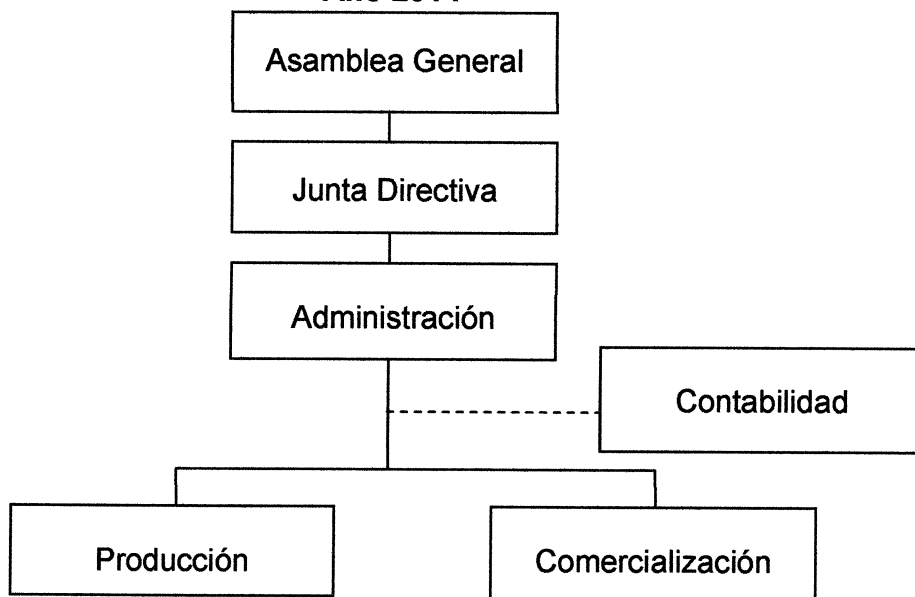 Asamblea General
Junta Directiva
Administración
Contabilidad
Producción
Comercialización